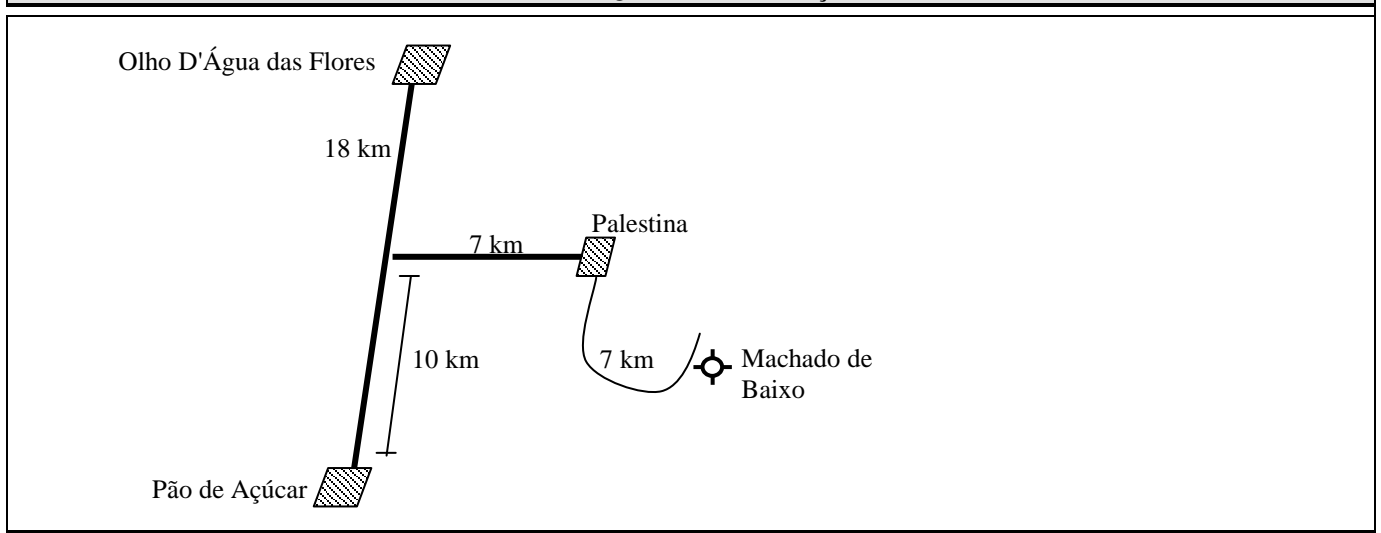 Olho D'Água das Flores
18 km
Palestina
7 km
10 km
7 km
Machado de
Baixo
Pão de Açúcar